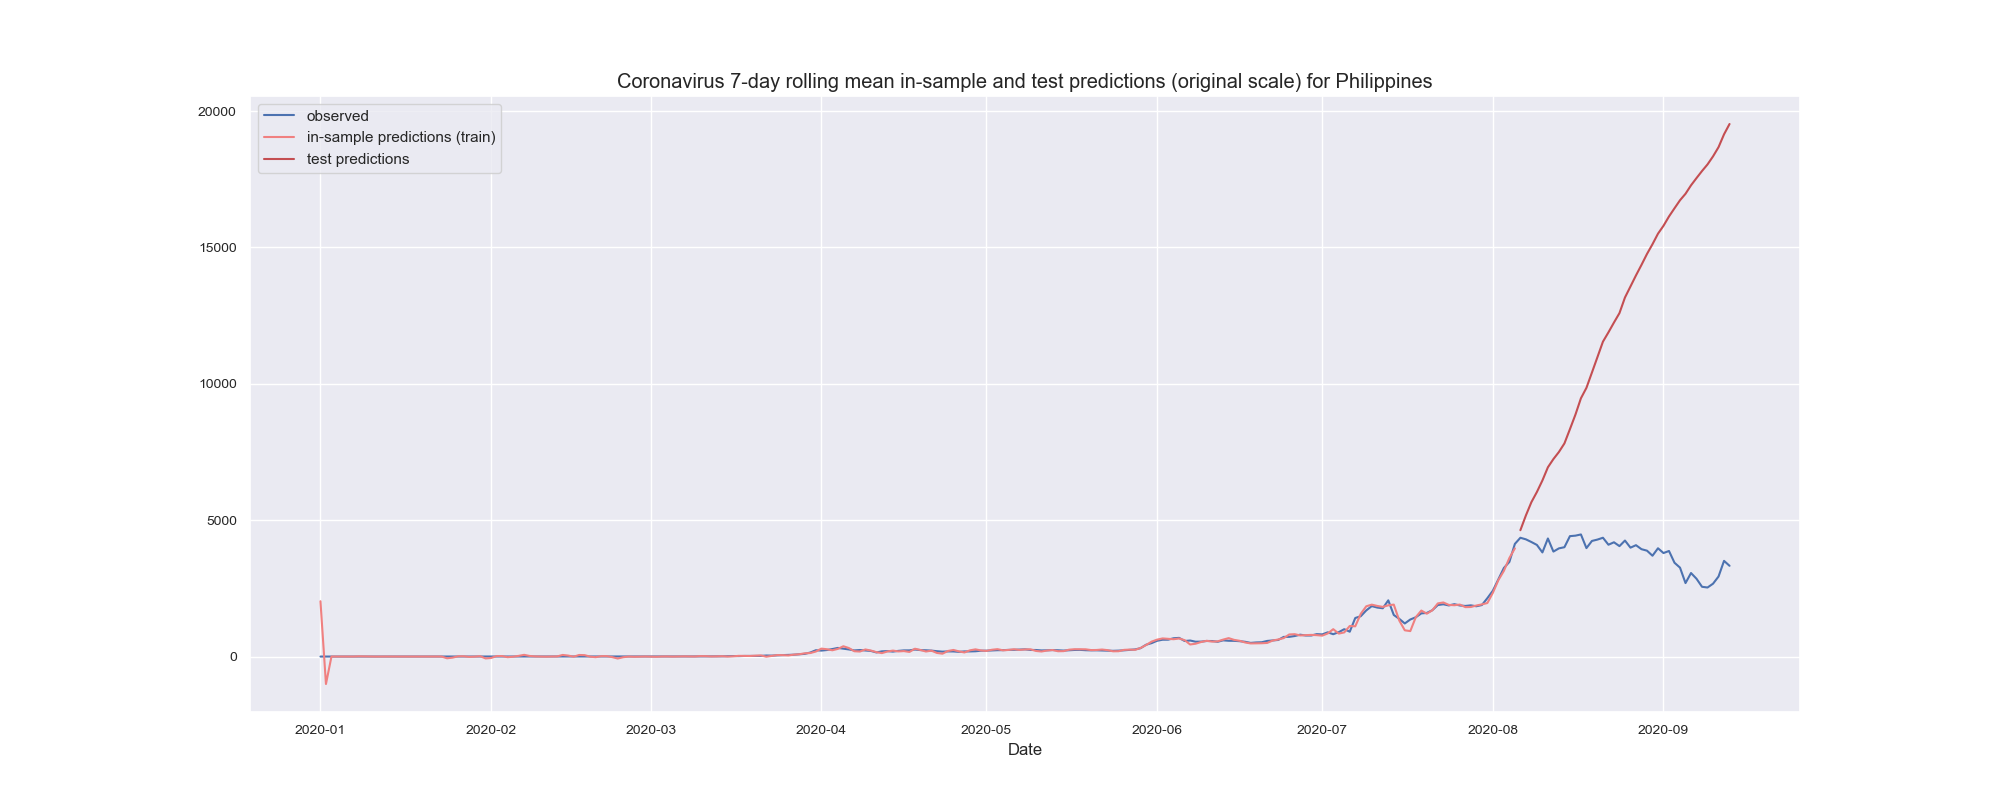 Coronavirus 7-day rolling mean in-sample and test predictions (original scale) for Philippines
observed
in-sample predictions (train)
test predictions
20000
15000
10000
5000
0
2020-01
2020-02
2020-03
2020-04
2020-05
2020-06
2020-07
2020-08
2020-09
Date